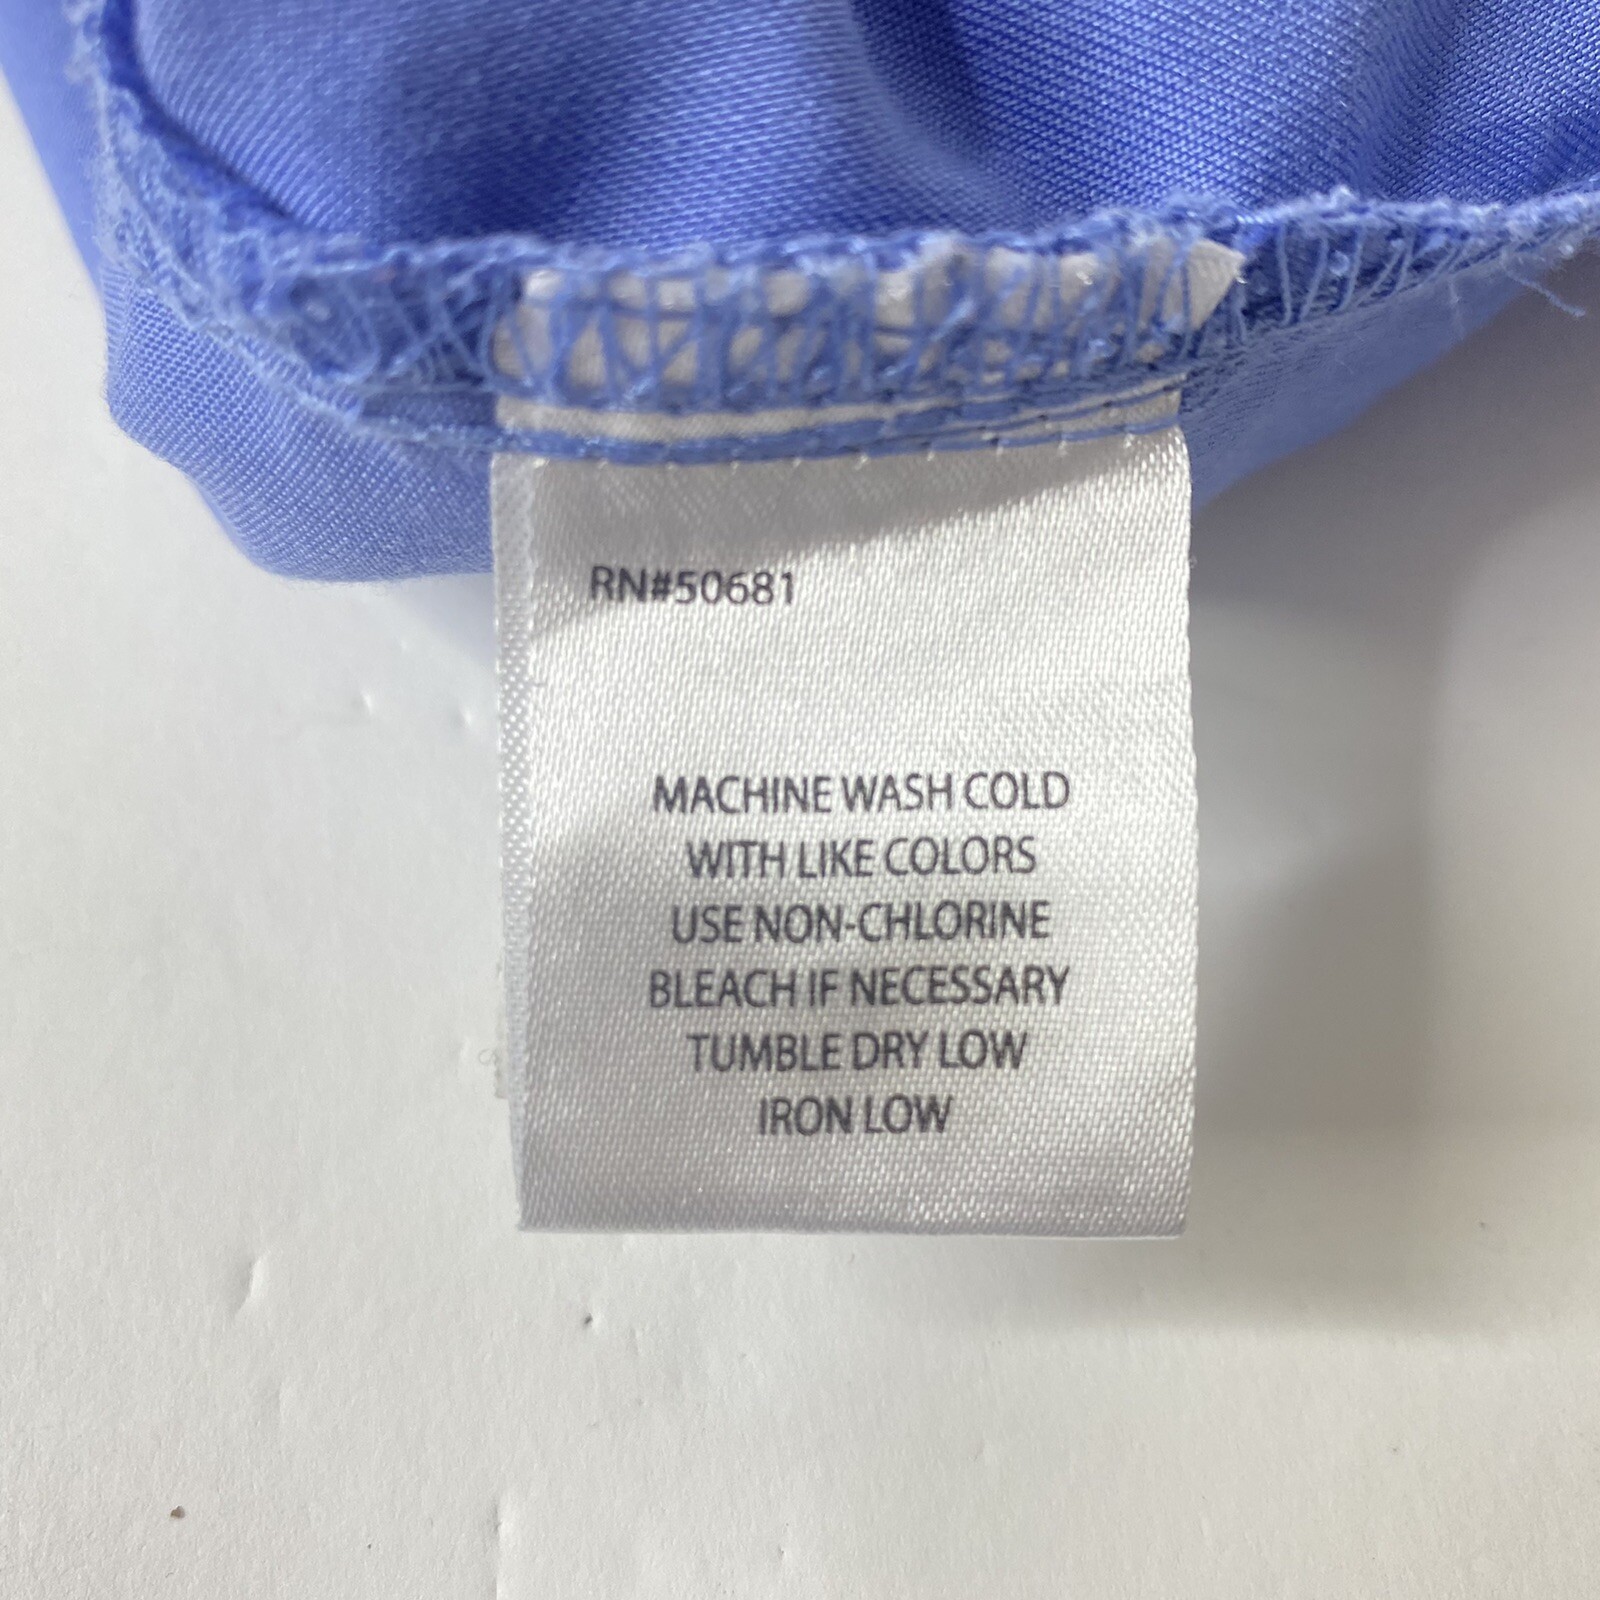 RN#50681
MACHINE WASH COLD
WITH LIKE COLORS
USE NON-CHLORINE
BLEACH IF NECESSARY
TUMBLE DRY LOW
IRON LOW